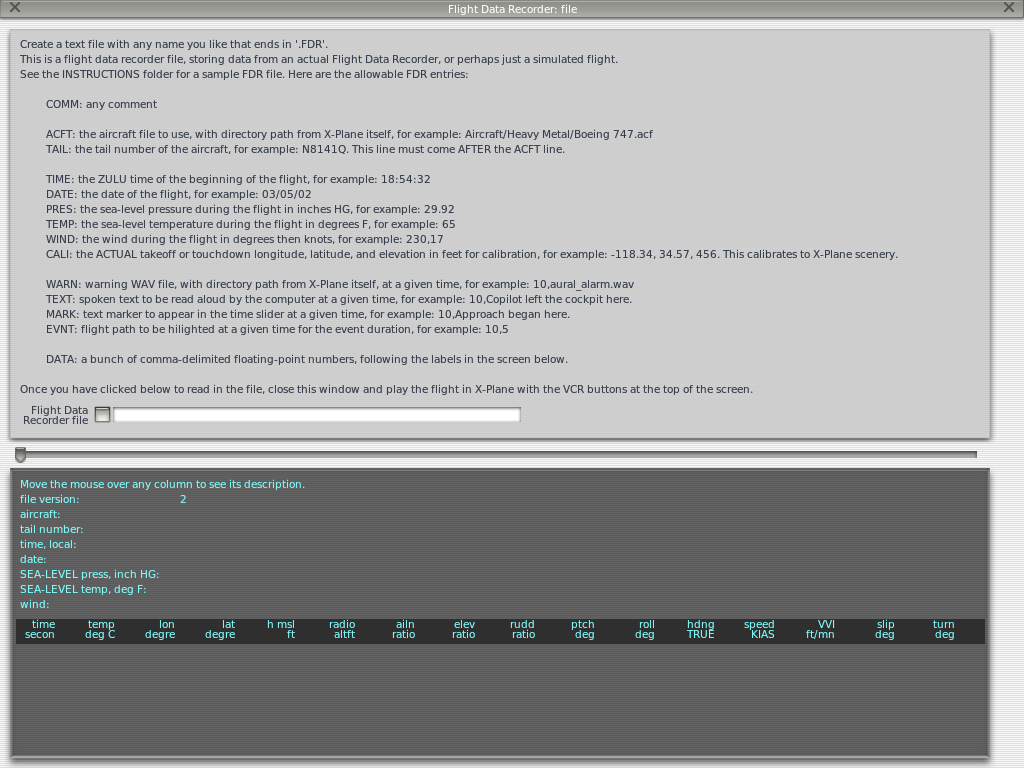 Flight Data Recorder: file
Create a text file with any name you like that ends in '.FDR'.
This is a flight data recorder file, storing data from an actual Flight Data Recorder, or perhaps just a simulated flight.
See the INSTRUCTIONS folder for a sample FDR file. Here are the allowable FDR entries:
COMM: any comment
ACFT: the aircraft file to use, with directory path from X-Plane itself, for example: Aircraft/Heavy Metal/Boeing 747.acf
TAIL: the tail number of the aircraft, for example: N8141Q. This line must come AFTER the ACFT line.
TIME: the ZULU time of the beginning of the flight, for example: 18:54:32
DATE: the date of the flight, for example: 03/05/02
PRES: the sea-level pressure during the flight in inches HG, for example: 29.92
TEMP: the sea-level temperature during the flight in degrees F, for example: 65
WIND: the wind during the flight in degrees then knots, for example: 230,17
CALI: the ACTUAL takeoff or touchdown longitude, latitude, and elevation in feet for calibration, for example: -118.34, 34.57, 456. This calibrates to X-Plane scenery.
WARN: warning WAV file, with directory path from X-Plane itself, at a given time, for example: 10,aural_alarm.wav
TEXT: spoken text to be read aloud by the computer at a given time, for example: 10,Copilot left the cockpit here.
MARK: text marker to appear in the time slider at a given time, for example: 10,Approach began here.
EVNT: flight path to be hilighted at a given time for the event duration, for example: 10,5
DATA: a bunch of comma-delimited floating-point numbers, following the labels in the screen below.
Once you have clicked below to read in the file, close this window and play the flight in X-Plane with the VCR buttons at the top of the screen.
Flight Data
Recorder file
Move the mouse over any column to see its description.
file version: 2
aircraft:
tail number:
time, local:
date:
SEA-LEVEL press, inch HG:
SEA-LEVEL temp, deg F:
wind:
time temp lon lat h msl radio ailn elev rudd ptch roll hdng speed VVI slip turn
secon deg C degre degre ft altft ratio ratio ratio deg deg TRUE KIAS ft/mn deg deg